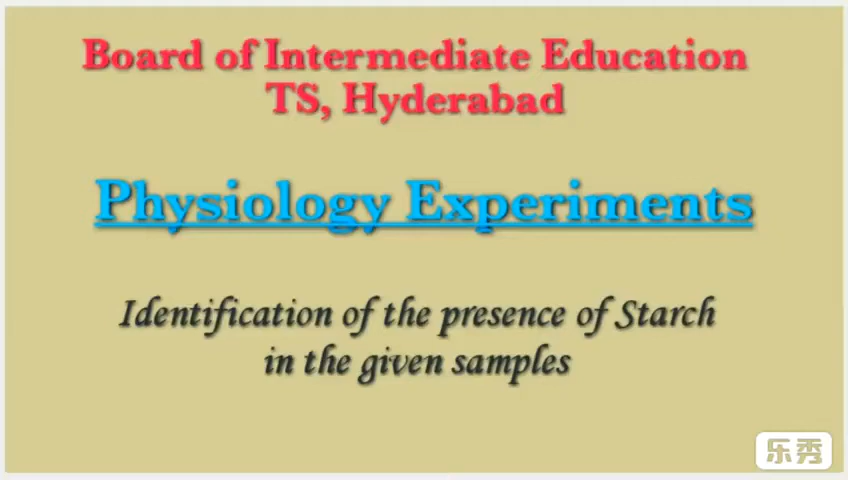 Board of Intermediate Education
TS, Hyderabad
Physiology Experiments
Identification of the presence of Starch
in the given samples
乐秀